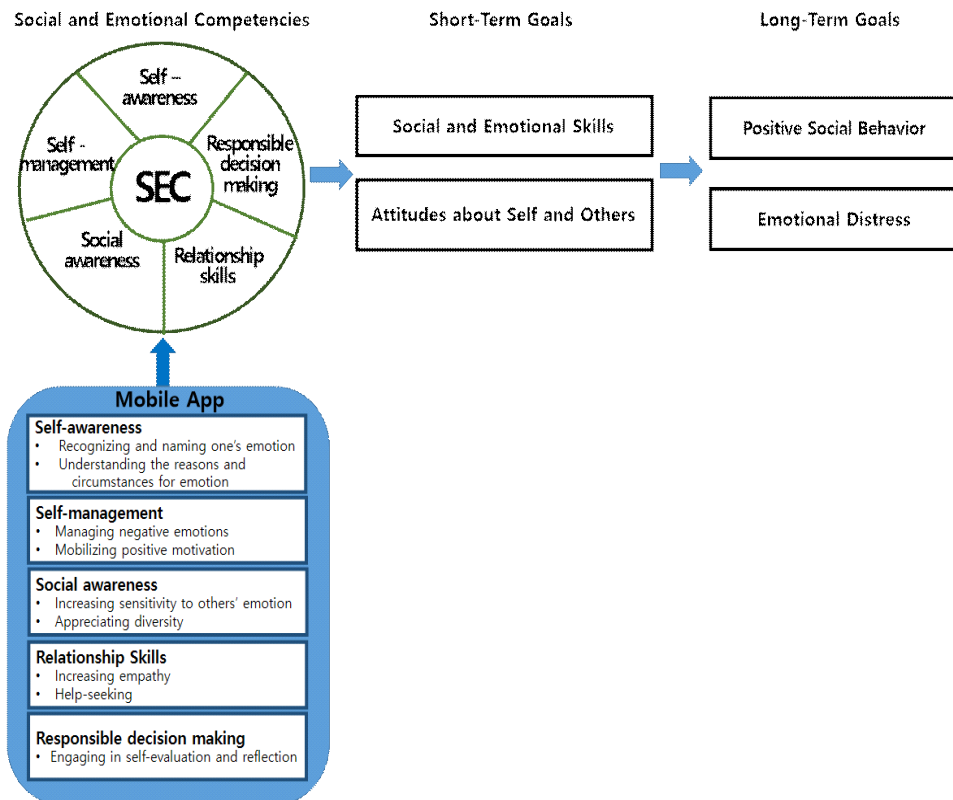 Social and Emotional Competencies
Short-Term Goals
Long-Term Goals
Self –
awareness
Self -
management
Responsible
decision
making
SEC
Social
awareness
Relationship
skills
Social and Emotional Skills
Attitudes about Self and Others
Positive Social Behavior
Emotional Distress
Mobile App
Self-awareness
• Recognizing and naming one’s emotion
• Understanding the reasons and
circumstances for emotion
Self-management
• Managing negative emotions
• Mobilizing positive motivation
Social awareness
• Increasing sensitivity to others’ emotion
• Appreciating diversity
Relationship Skills
• Increasing empathy
• Help-seeking
Responsible decision making
• Engaging in self-evaluation and reflection